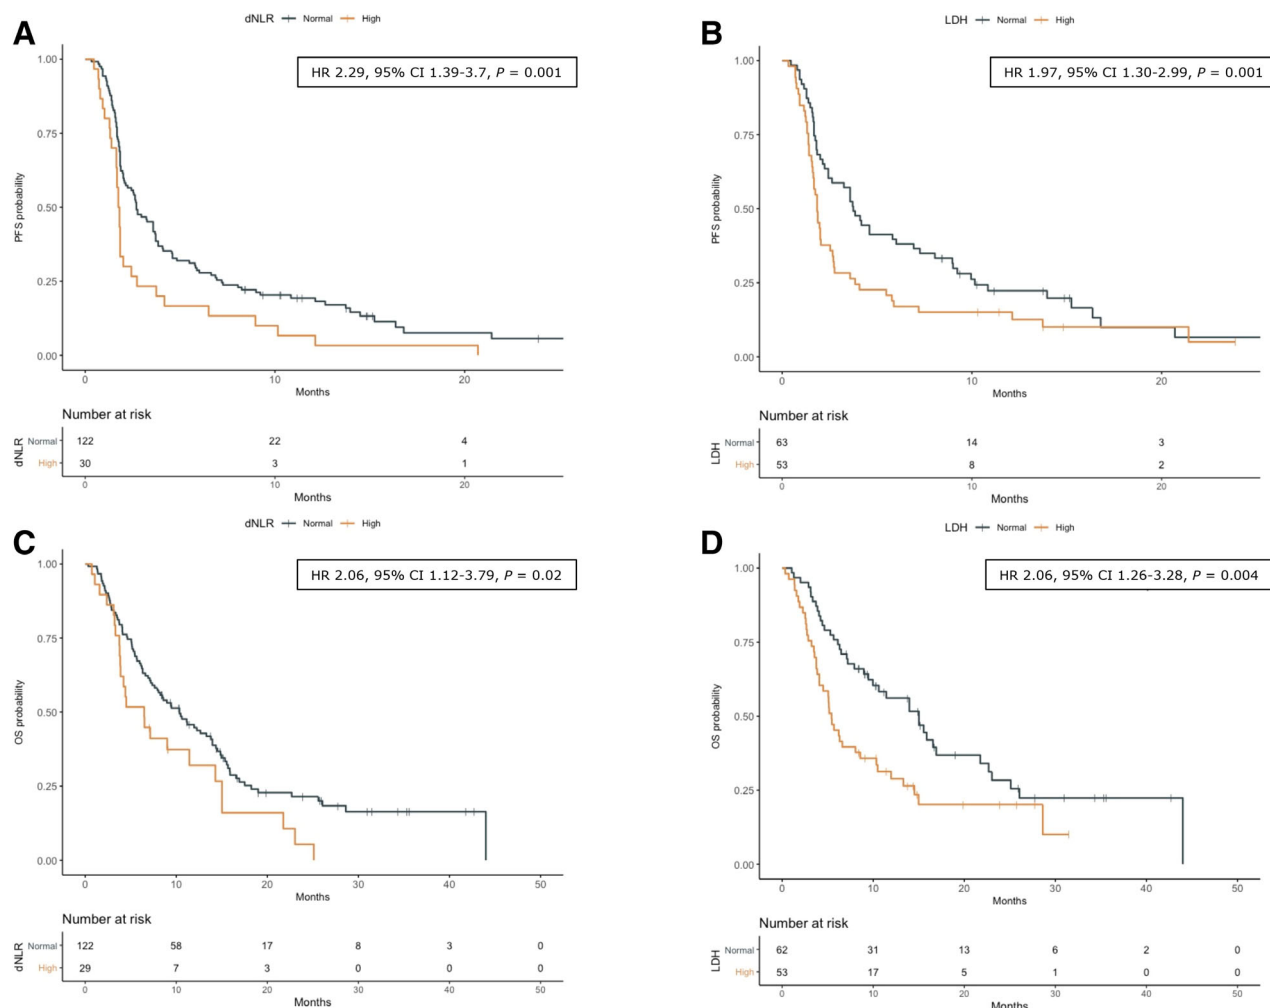 A
dNLR Normal High
HR 2.29, 95% CI 1.39-3.7, P = 0.001
PFS probability
1.00
0.75
0.50
0.25
0.00
0 10 20
Months
Number at risk
dNLR
Normal 122 22 4
High 30 3 1
0 10 20
Months
B
LDH Normal High
HR 1.97, 95% CI 1.30-2.99, P = 0.001
PFS probability
1.00
0.75
0.50
0.25
0.00
0 10 20
Months
Number at risk
LDH
Normal 63 14 3
High 53 8 2
0 10 20
Months
C
dNLR Normal High
HR 2.06, 95% CI 1.12-3.79, P = 0.02
OS probability
1.00
0.75
0.50
0.25
0.00
0 10 20 30 40 50
Months
Number at risk
dNLR
Normal 122 58 17 8 3 0
High 29 7 3 0 0 0
0 10 20 30 40 50
Months
D
LDH Normal High
HR 2.06, 95% CI 1.26-3.28, P = 0.004
OS probability
1.00
0.75
0.50
0.25
0.00
0 10 20 30 40 50
Months
Number at risk
LDH
Normal 62 31 13 6 2 0
High 53 17 5 1 0 0
0 10 20 30 40 50
Months